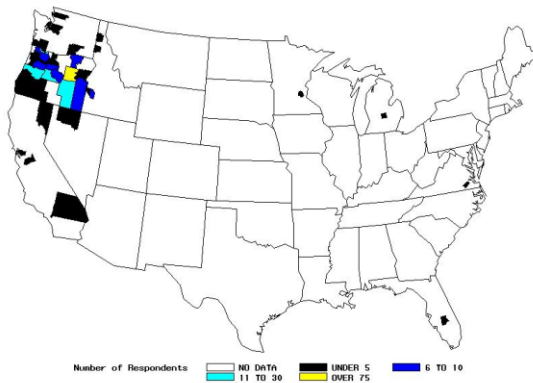 Number of Respondents NO DATA UNDER 5 6 TO 10
11 TO 30 OVER 75